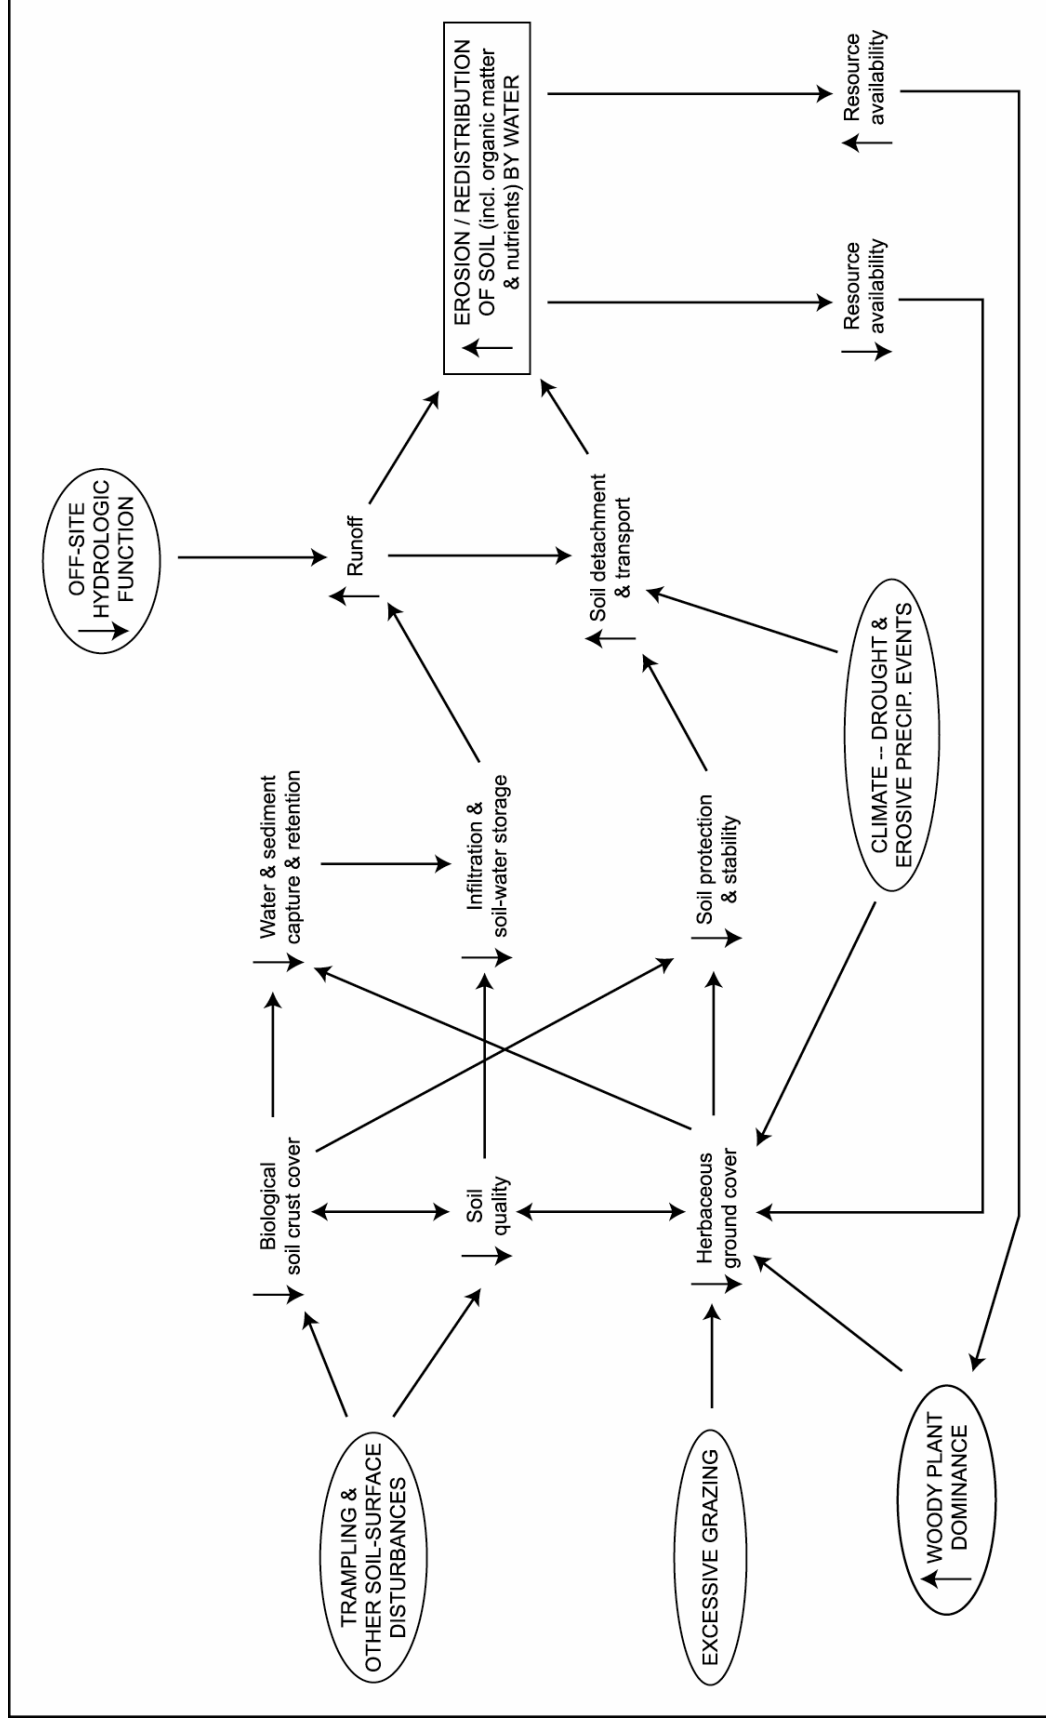 OFF-SITE
HYDROLOGIC
FUNCTION
TRAMPLING &
OTHER SOIL-SURFACE
DISTURBANCES
Biological
soil crust cover
Water & sediment
capture & retention
Runoff
Soil
quality
Infiltration &
soil-water storage
EROSION / REDISTRIBUTION
OF SOIL (incl. organic matter
& nutrients) BY WATER
Soil detachment
& transport
EXCESSIVE GRAZING
Herbaceous
ground cover
Soil protection
& stability
WOODY PLANT
DOMINANCE
CLIMATE -- DROUGHT &
EROSIVE PRECIP. EVENTS
Resource
availability
Resource
availability